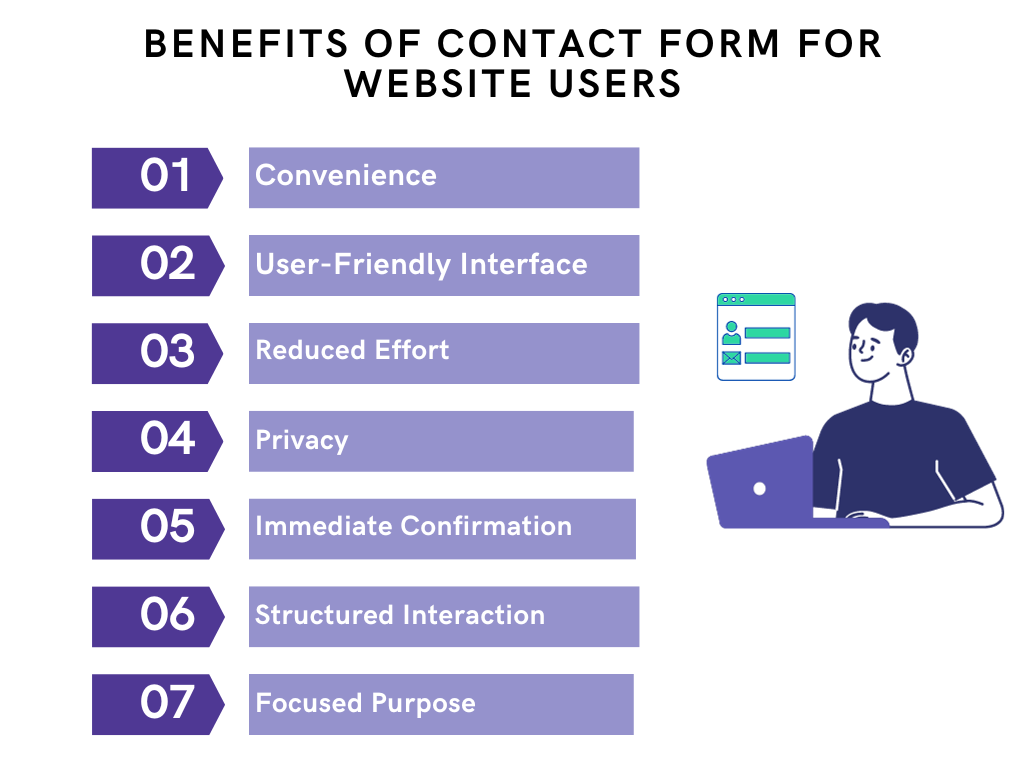 BENEFITS OF CONTACT FORM FOR
WEBSITE USERS
01 Convenience
02 User-Friendly Interface
03 Reduced Effort
04 Privacy
05 Immediate Confirmation
06 Structured Interaction
07 Focused Purpose